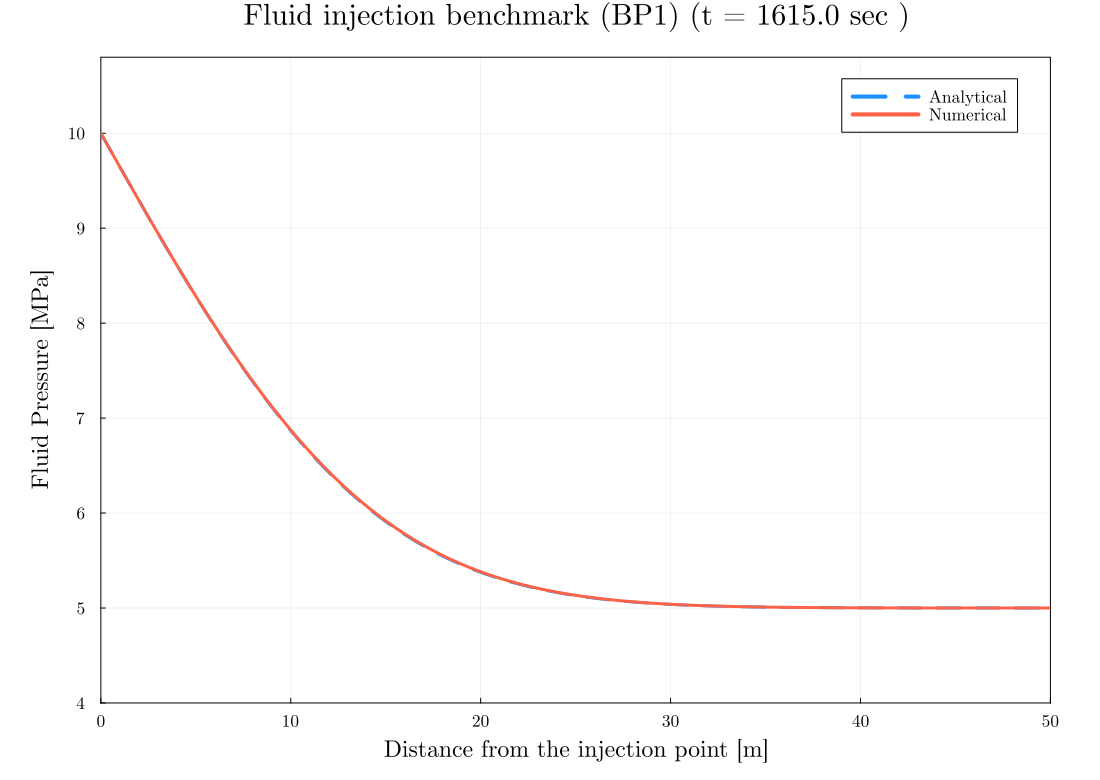 Fluid injection benchmark (BP1) (t = 1615.0 sec )
Analytical
Numerical
Fluid Pressure [MPa]
10
9
8
7
6
5
4
0 10 20 30 40 50
Distance from the injection point [m]